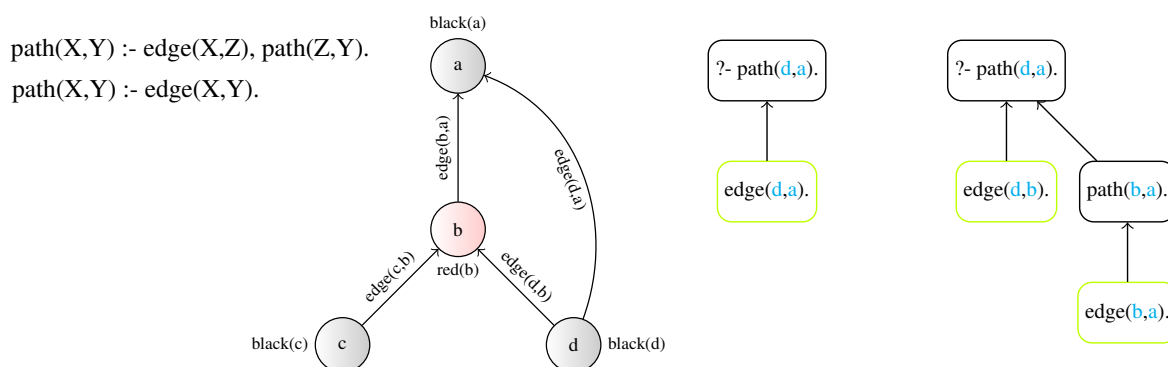 path(X,Y) :- edge(X,Z), path(Z,Y).
path(X,Y) :- edge(X,Y).
black(a)
a
edge(b,a)
edge(d,a)
b
red(b)
edge(c,b)
edge(d,b)
black(c)
c
d
black(d)
?- path(d,a).
edge(d,a).
?- path(d,a).
edge(d,b).
path(b,a).
edge(b,a).